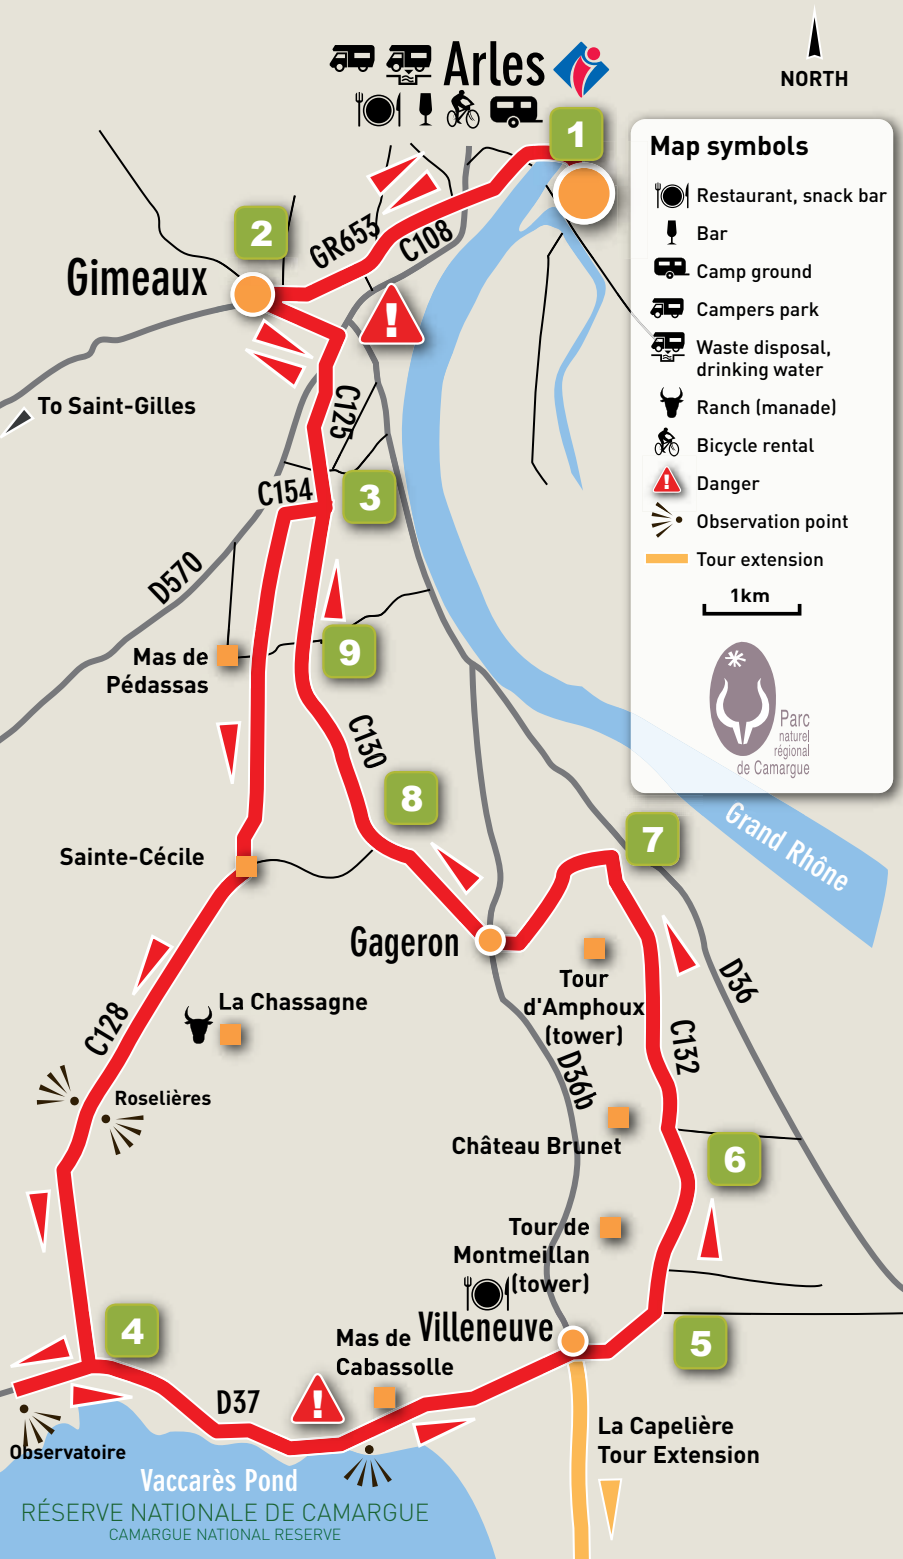 Arles
NORTH
1
Map symbols
Restaurant, snack bar
Bar
Camp ground
Campers park
Waste disposal,
drinking water
Ranch (manade)
Bicycle rental
! Danger
Observation point
Tour extension
1km
Parc
naturel
régional
de Camargue
2
GR653
C108
Gimeaux
!
To Saint-Gilles
C125
C154
3
D570
9
Mas de
Pédassas
C130
8
7
Grand Rhône
Sainte-Cécile
Gageron
Tour
d'Amphoux
(tower)
D36
La Chassagne
C128
C132
D36b
Roselières
Château Brunet
6
Tour de
Montmeillan
(tower)
4
Villeneuve
5
Mas de
Cabassolle
D37
!
Observatoire
La Capelière
Tour Extension
Vaccarès Pond
RÉSERVE NATIONALE DE CAMARGUE
CAMARGUE NATIONAL RESERVE